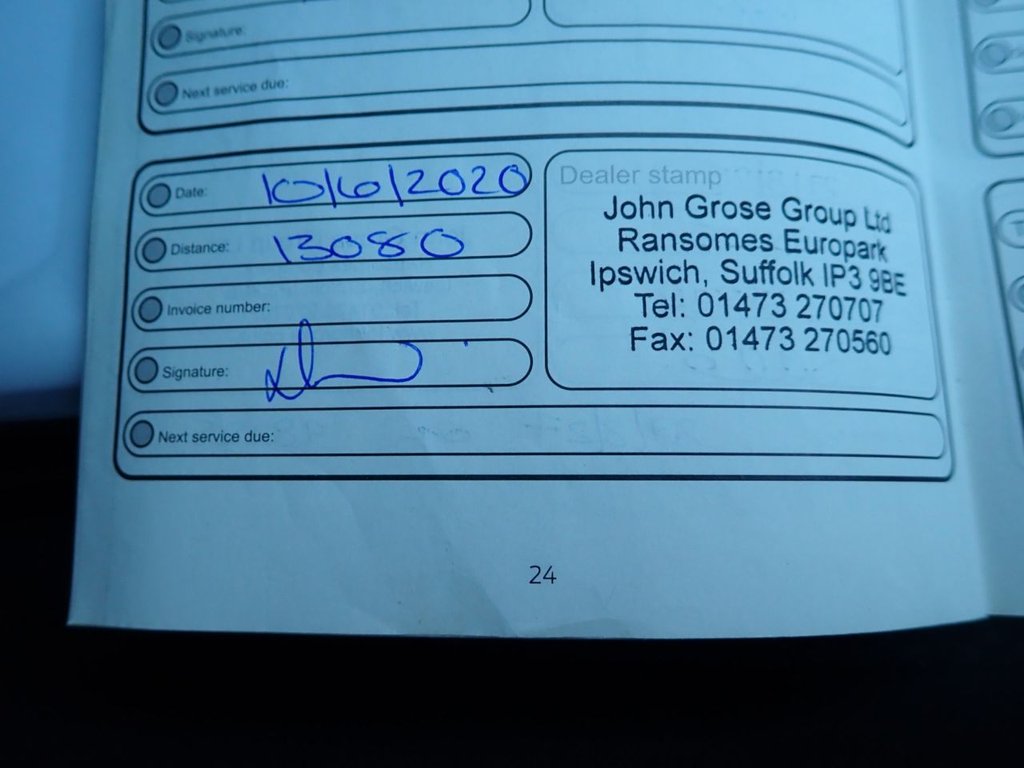 Signature:
Next service due:
Date: 10/6/2020
Distance: 13080
Invoice number:
Signature:
Next service due:
Dealer stamp
John Grose Group Ltd
Ransomes Europark
Ipswich, Suffolk IP3 9BE
Tel: 01473 270707
Fax: 01473 270560
24